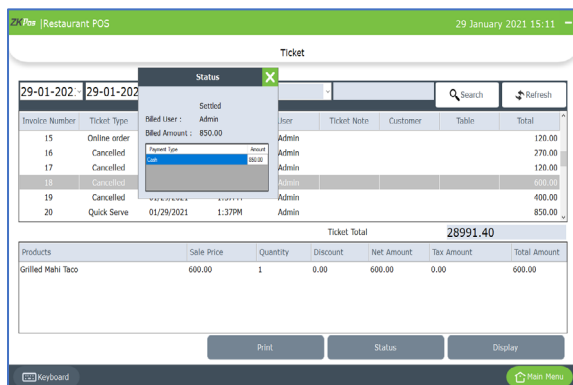 ZKPos |Restaurant POS 29 January 2021 15:11
Ticket
Status
29-01-202 29-01-202 Search Refresh
Settled
Billed User : Admin
Billed Amount : 850.00
Payment Type Amount
Cash 850.00
Invoice Number Ticket Type User Ticket Note Customer Table Total
15 Online order Admin 120.00
16 Cancelled Admin 270.00
17 Cancelled Admin 120.00
18 Cancelled Admin 600.00
19 Cancelled 01/29/2021 1:37PM Admin 400.00
20 Quick Serve 01/29/2021 1:37PM Admin 850.00
Ticket Total 28991.40
Products Sale Price Quantity Discount Net Amount Tax Amount Total Amount
Grilled Mahi Taco 600.00 1 0.00 600.00 0.00 600.00
Print Status Display
Keyboard Main Menu